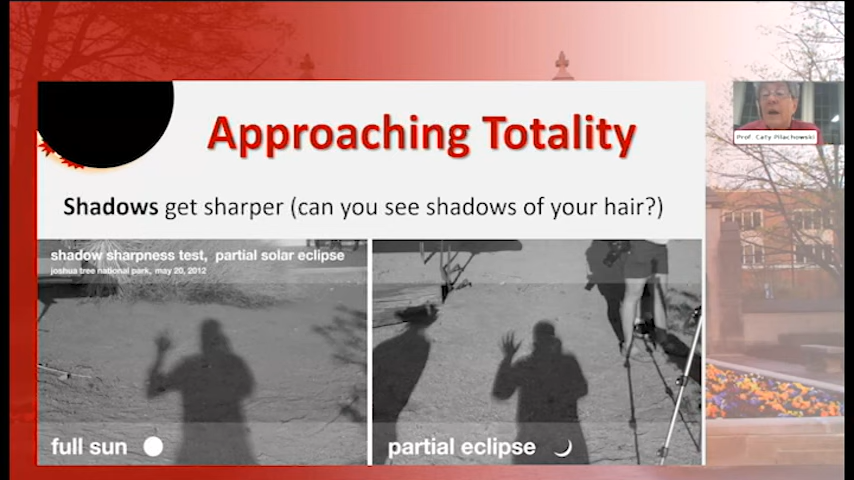 Approaching Totality
Prof. Caty Pilachowski
Shadows get sharper (can you see shadows of your hair?)
shadow sharpness test, partial solar eclipse
joshua tree national park, may 20, 2012
full sun
partial eclipse